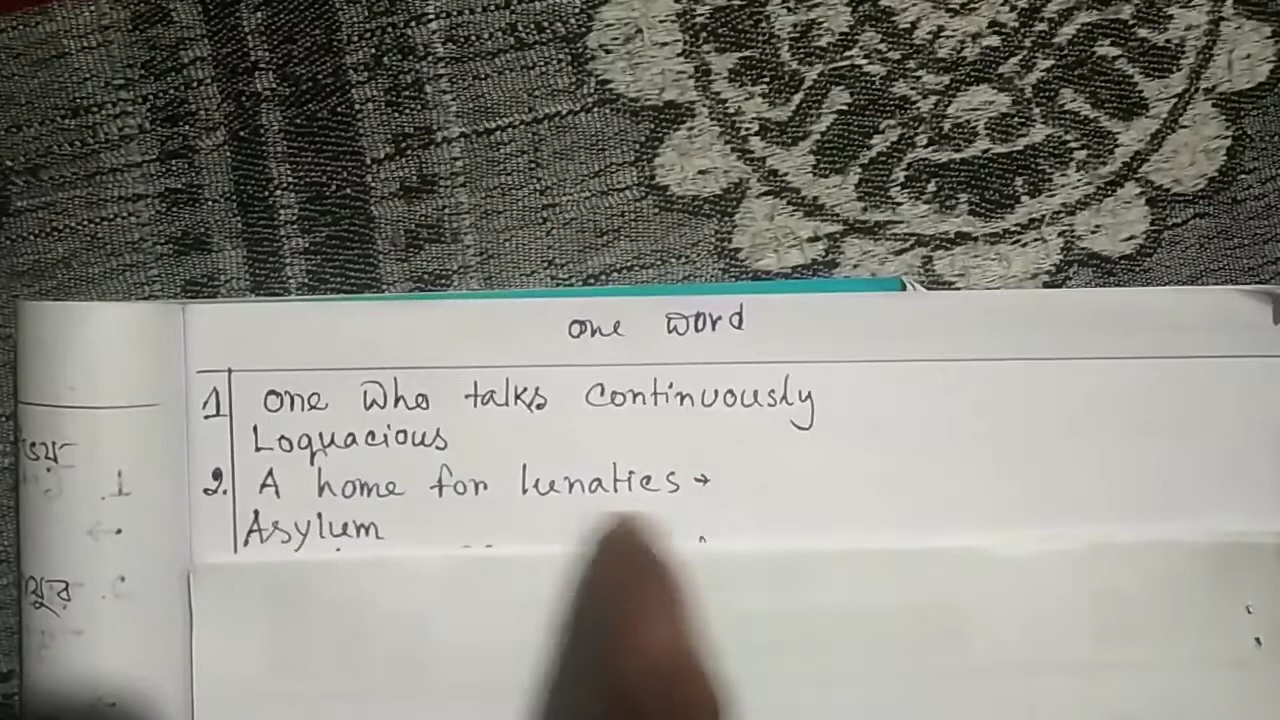 one word
1 one who talks continuously
Loquacious
2. A home for lunatics →
Asylum